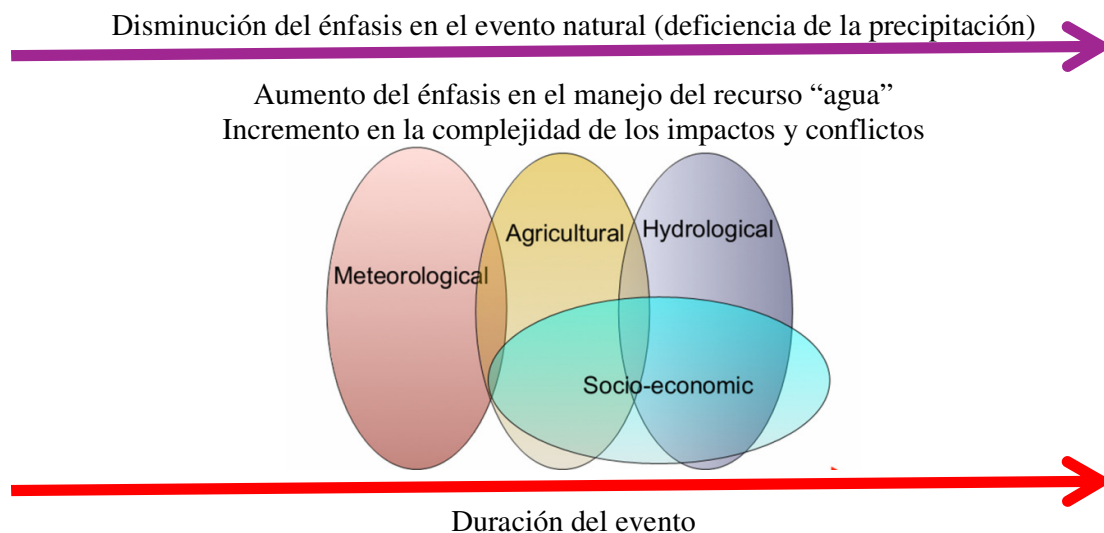 Disminución del énfasis en el evento natural (deficiencia de la precipitación)
Aumento del énfasis en el manejo del recurso “agua”
Incremento en la complejidad de los impactos y conflictos
Meteorological
Agricultural
Hydrological
Socio-economic
Duración del evento